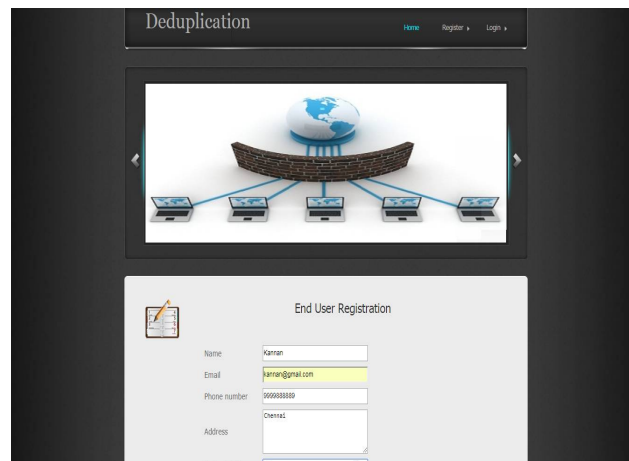 Deduplication
Home Register Login
End User Registration
Name Kannan
Email kannan@gmail.com
Phone number 9999888889
Address Chennai